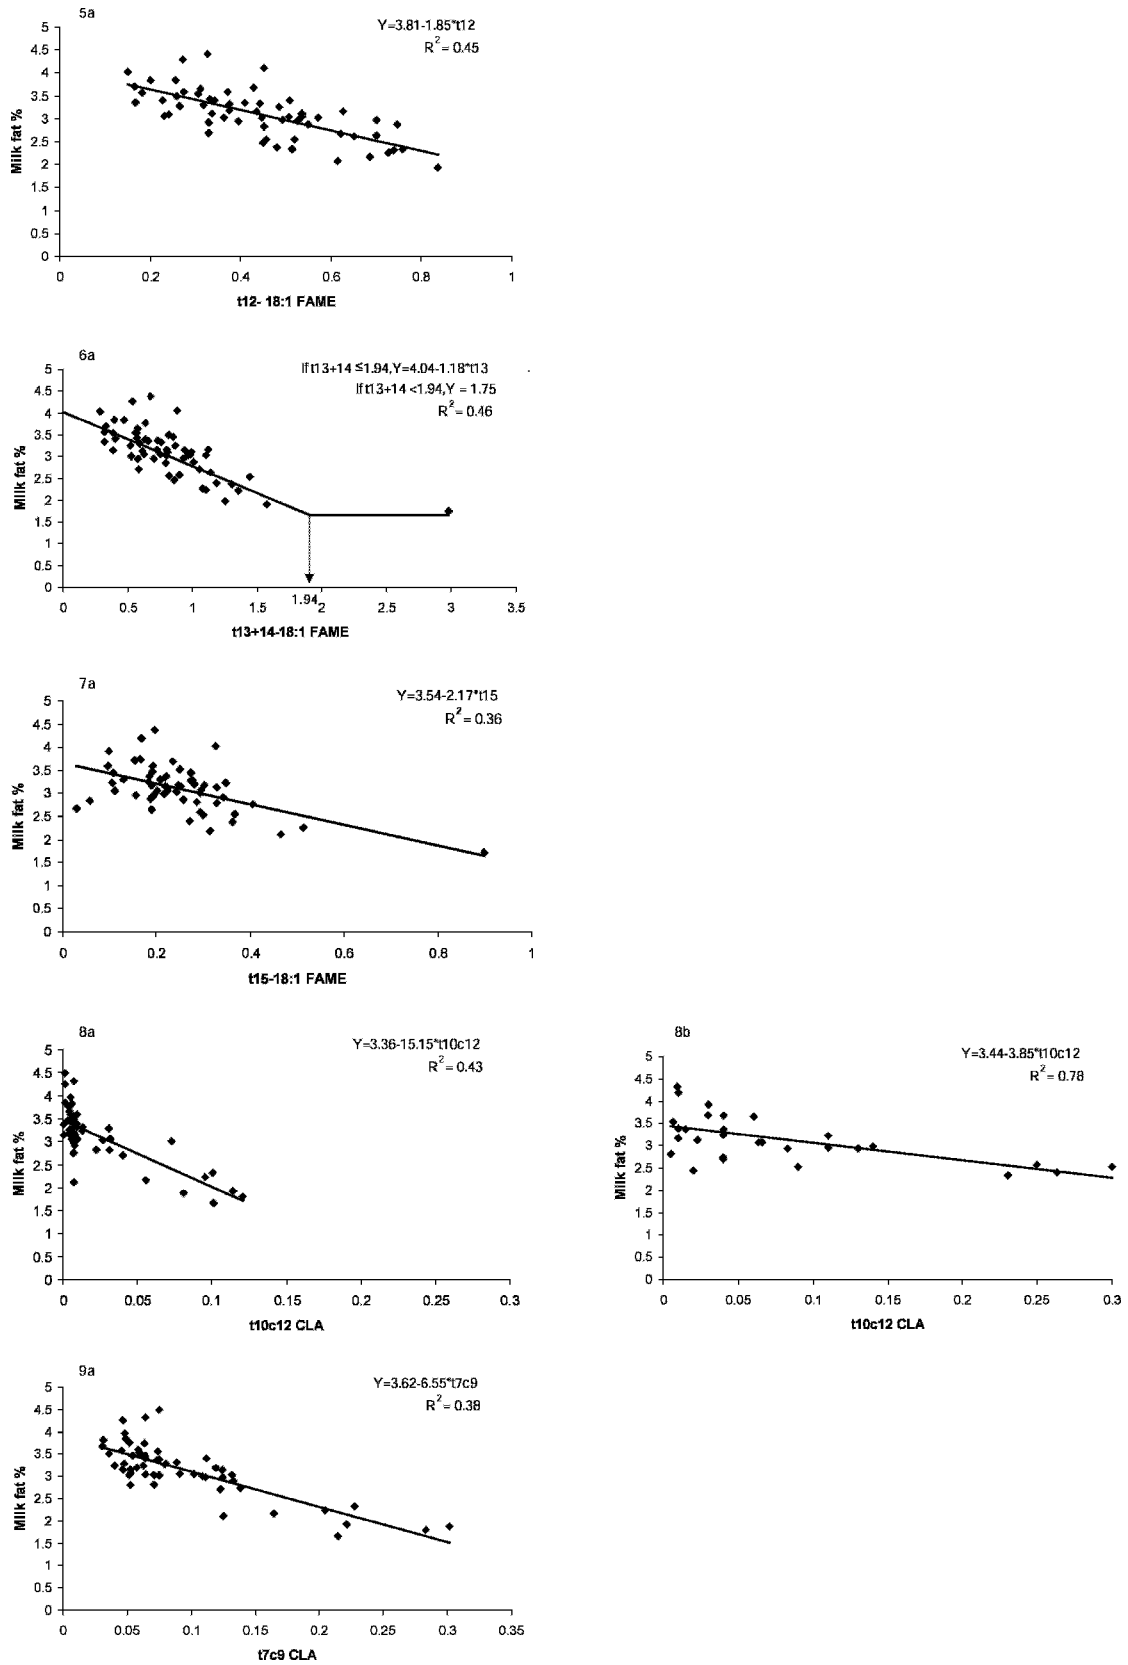 5a
Y=3.81-1.85*t12
R2 = 0.45
5
4.5
4
3.5
3
2.5
2
1.5
1
0.5
0
Milk fat %
0 0.2 0.4 0.6 0.8 1
t12- 18:1 FAME
6a
If t13+14 ≤1.94,Y=4.04-1.18*t13
If t13+14 <1.94,Y = 1.75
R2 = 0.46
5
4.5
4
3.5
3
2.5
2
1.5
1
0.5
0
Milk fat %
1.94
0 0.5 1 1.5 2 2.5 3 3.5
t13+14-18:1 FAME
7a
Y=3.54-2.17*t15
R2 = 0.36
5
4.5
4
3.5
3
2.5
2
1.5
1
0.5
0
Milk fat %
0 0.2 0.4 0.6 0.8 1
t15-18:1 FAME
8a
Y=3.36-15.15*t10c12
R2 = 0.43
5
4.5
4
3.5
3
2.5
2
1.5
1
0.5
0
Milk fat %
0 0.05 0.1 0.15 0.2 0.25 0.3
t10c12 CLA
8b
Y=3.44-3.85*t10c12
R2 = 0.78
5
4.5
4
3.5
3
2.5
2
1.5
1
0.5
0
Milk fat %
0 0.05 0.1 0.15 0.2 0.25 0.3
t10c12 CLA
9a
Y=3.62-6.55*t7c9
R2 = 0.38
5
4.5
4
3.5
3
2.5
2
1.5
1
0.5
0
Milk fat %
0 0.05 0.1 0.15 0.2 0.25 0.3 0.35
t7c9 CLA